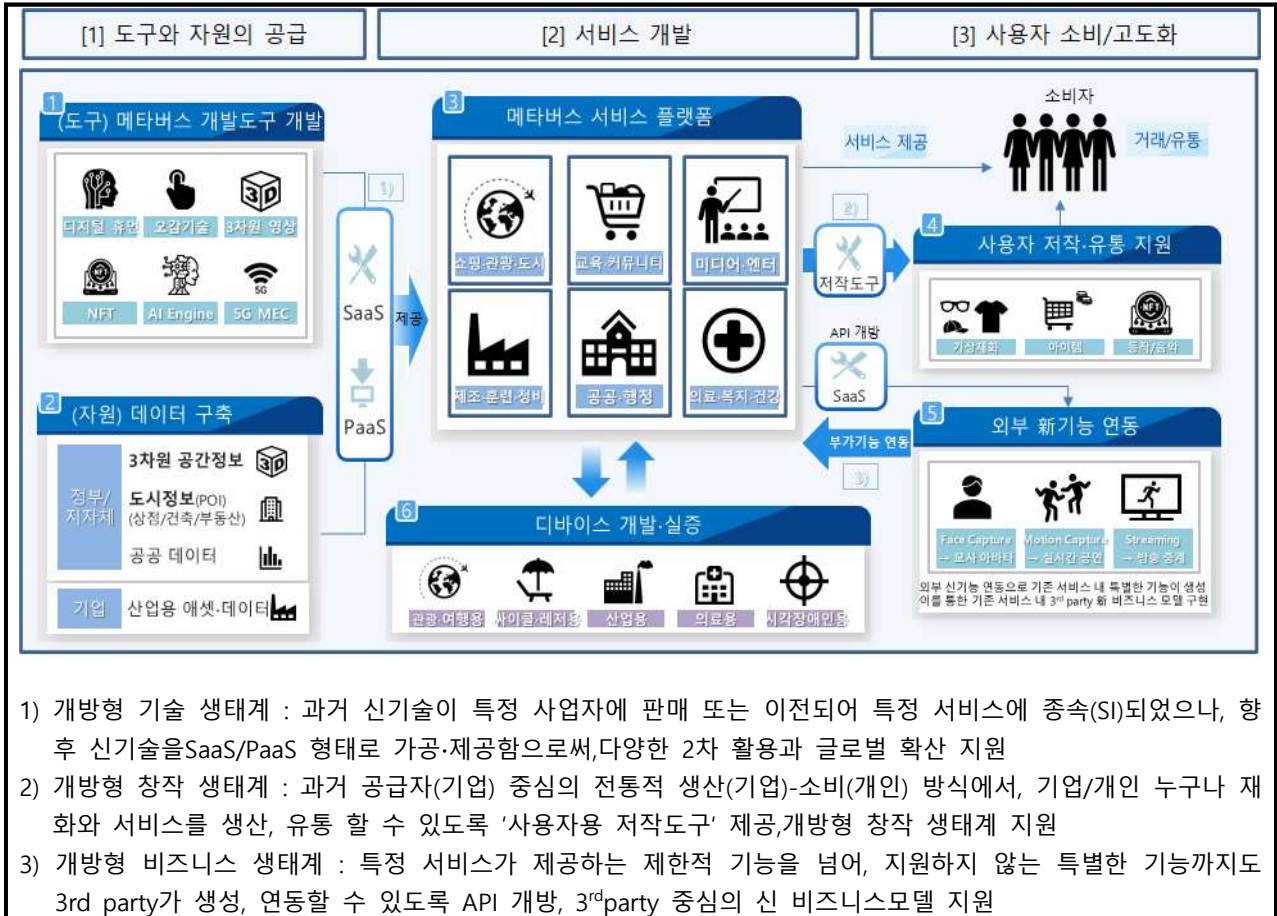 [1] 도구와 자원의 공급
[2] 서비스 개발
[3] 사용자 소비/고도화
1
(도구) 메타버스 개발도구 개발
디지털 휴먼
오감기술
3차원 영상
NFT
AI Engine
5G
5G MEC
2
(자원) 데이터 구축
정부/
지자체
3차원 공간정보
3D
도시정보(POI)
(상점/건축/부동산)
공공 데이터
기업
산업용 애셋·데이터
1)
SaaS
PaaS
제공
3
메타버스 서비스 플랫폼
쇼핑·관광·도시
교육·커뮤니티
미디어·엔터
제조·훈련·정비
공공·행정
의료·복지·건강
서비스 제공
소비자
거래/유통
2)
저작도구
4
사용자 저작·유통 지원
가상재화
아이템
동작/음악
API 개방
SaaS
부가기능 연동
3)
5
외부 新기능 연동
Face Capture
→ 묘사 아바타
Motion Capture
→ 실시간 공연
Streaming
→ 방송 중계
외부 신기능 연동으로 기존 서비스 내 특별한 기능이 생성
이를 통한 기존 서비스 내 3rd party 新 비즈니스 모델 구현
6
디바이스 개발·실증
관광·여행용
싸이클·레저용
산업용
의료용
시각장애인용
1) 개방형 기술 생태계 : 과거 신기술이 특정 사업자에 판매 또는 이전되어 특정 서비스에 종속(SI)되었으나, 향
후 신기술을SaaS/PaaS 형태로 가공·제공함으로써,다양한 2차 활용과 글로벌 확산 지원
2) 개방형 창작 생태계 : 과거 공급자(기업) 중심의 전통적 생산(기업)-소비(개인) 방식에서, 기업/개인 누구나 재
화와 서비스를 생산, 유통 할 수 있도록 '사용자용 저작도구' 제공,개방형 창작 생태계 지원
3) 개방형 비즈니스 생태계 : 특정 서비스가 제공하는 제한적 기능을 넘어, 지원하지 않는 특별한 기능까지도
3rd party가 생성, 연동할 수 있도록 API 개방, 3rdparty 중심의 신 비즈니스모델 지원